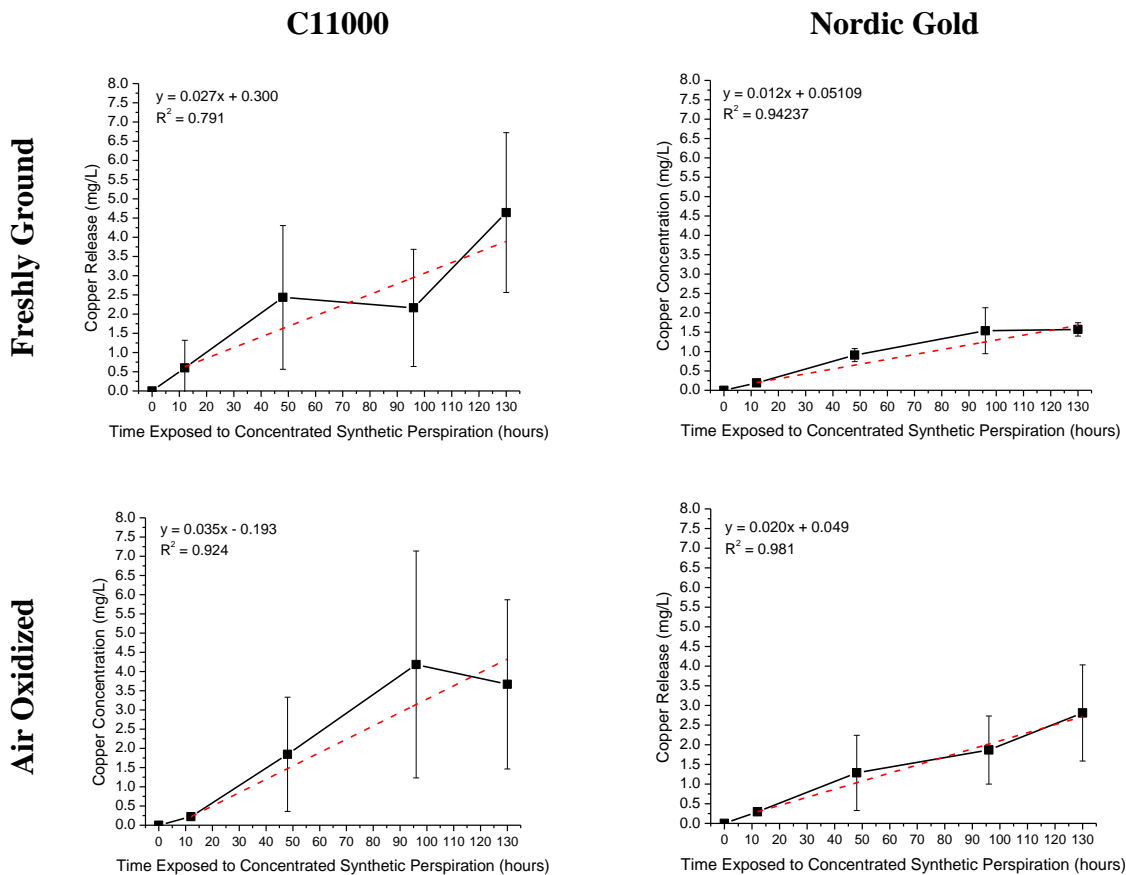 C11000
Nordic Gold
Freshly Ground
Air Oxidized
y = 0.027x + 0.300
R² = 0.791
Copper Release (mg/L)
8.0
7.5
7.0
6.5
6.0
5.5
5.0
4.5
4.0
3.5
3.0
2.5
2.0
1.5
1.0
0.5
0.0
0 10 20 30 40 50 60 70 80 90 100 110 120 130
Time Exposed to Concentrated Synthetic Perspiration (hours)
y = 0.012x + 0.05109
R² = 0.94237
Copper Concentration (mg/L)
8.0
7.5
7.0
6.5
6.0
5.5
5.0
4.5
4.0
3.5
3.0
2.5
2.0
1.5
1.0
0.5
0.0
0 10 20 30 40 50 60 70 80 90 100 110 120 130
Time Exposed to Concentrated Synthetic Perspiration (hours)
y = 0.035x - 0.193
R² = 0.924
Copper Concentration (mg/L)
8.0
7.5
7.0
6.5
6.0
5.5
5.0
4.5
4.0
3.5
3.0
2.5
2.0
1.5
1.0
0.5
0.0
0 10 20 30 40 50 60 70 80 90 100 110 120 130
Time Exposed to Concentrated Synthetic Perspiration (hours)
y = 0.020x + 0.049
R² = 0.981
Copper Release (mg/L)
8.0
7.5
7.0
6.5
6.0
5.5
5.0
4.5
4.0
3.5
3.0
2.5
2.0
1.5
1.0
0.5
0.0
0 10 20 30 40 50 60 70 80 90 100 110 120 130
Time Exposed to Concentrated Synthetic Perspiration (hours)